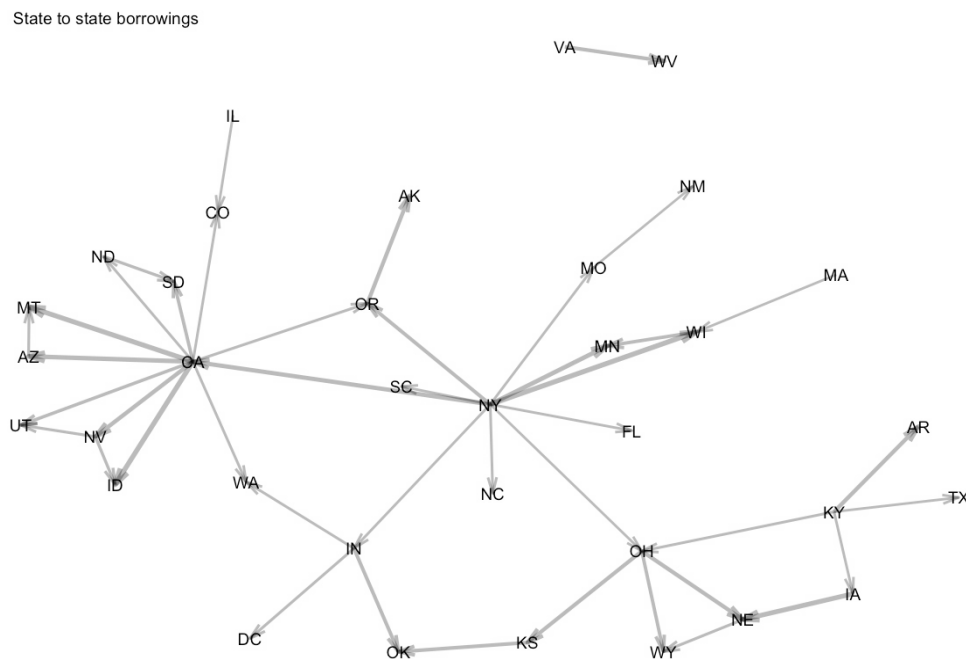 State to state borrowings
VA
WV
IL
AK
NM
CO
ND
SD
MO
MA
MT
OR
WI
AZ
MN
CA
SC
NY
UT
NV
FL
AR
ID
WA
NC
TX
KY
IN
OH
IA
NE
DC
OK
KS
WY